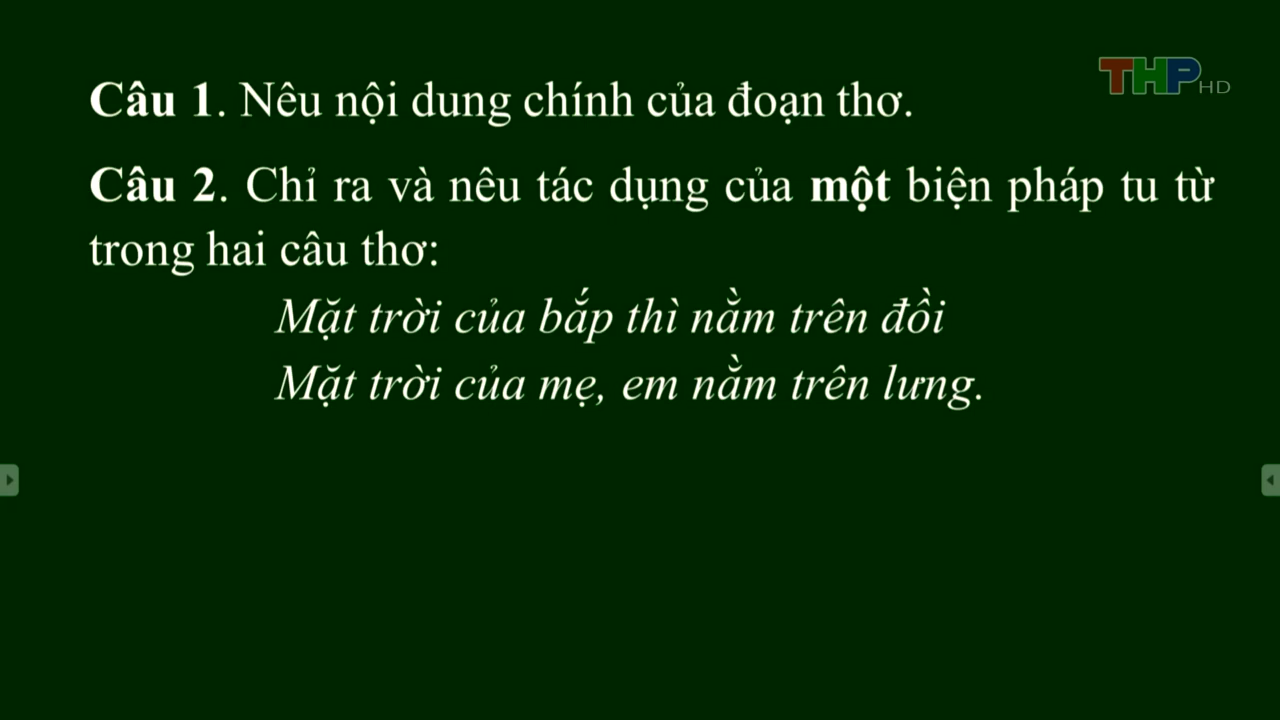 THP HD
Câu 1. Nêu nội dung chính của đoạn thơ.
Câu 2. Chỉ ra và nêu tác dụng của một biện pháp tu từ
trong hai câu thơ:
Mặt trời của bắp thì nằm trên đồi
Mặt trời của mẹ, em nằm trên lưng.